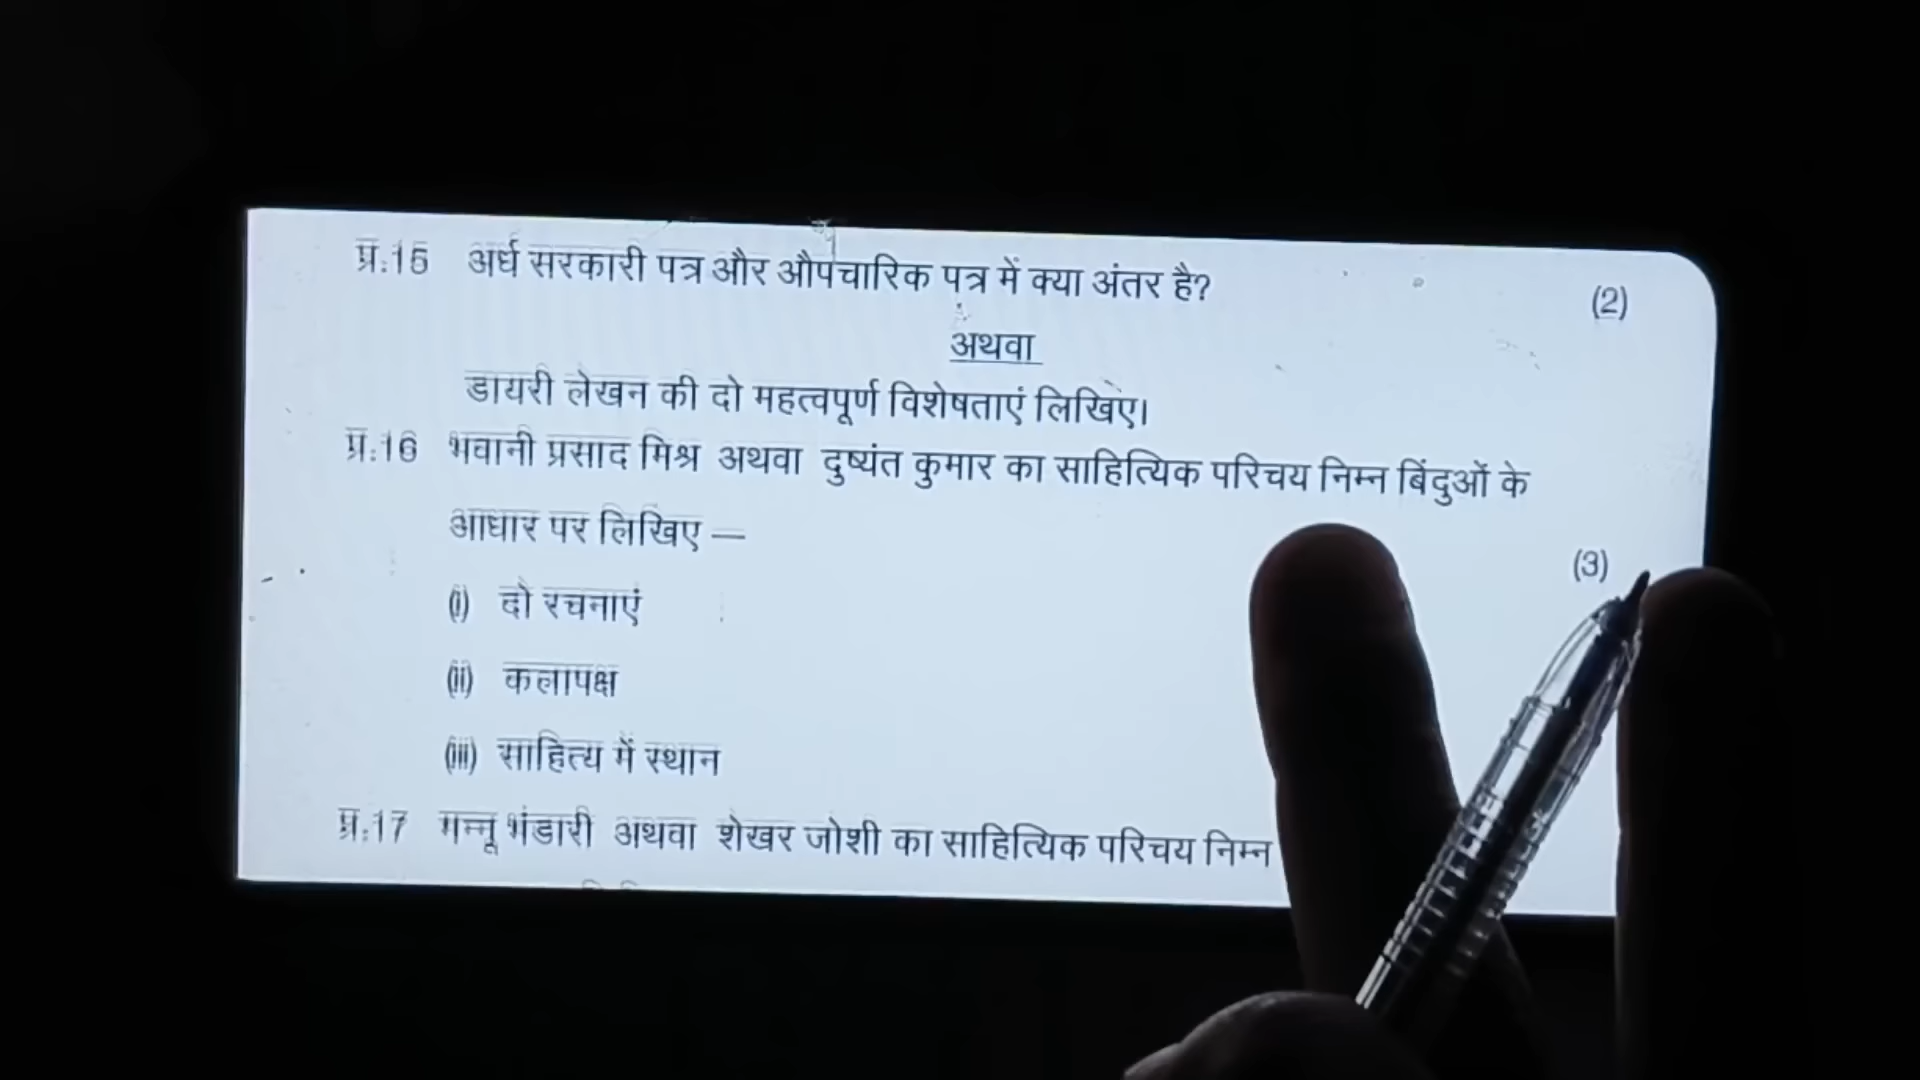 प्र.15 अर्ध सरकारी पत्र और औपचारिक पत्र में क्या अंतर है? (2)
अथवा
डायरी लेखन की दो महत्वपूर्ण विशेषताएं लिखिए।
प्र.16 भवानी प्रसाद मिश्र अथवा दुष्यंत कुमार का साहित्यिक परिचय निम्न बिंदुओं के
आधार पर लिखिए — (3)
(i) दो रचनाएं
(ii) कलापक्ष
(iii) साहित्य में स्थान
प्र.17 मन्नू भंडारी अथवा शेखर जोशी का साहित्यिक परिचय निम्न